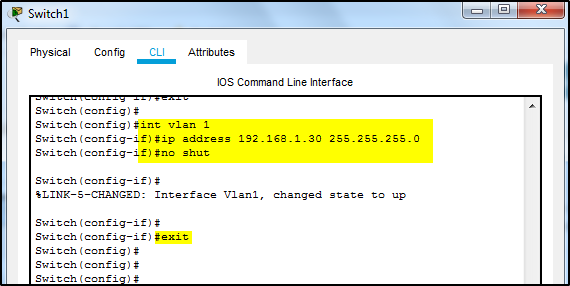 Switch1
Physical Config CLI Attributes
IOS Command Line Interface
Switch(config-if)#exit
Switch(config)#
Switch(config)#int vlan 1
Switch(config-if)#ip address 192.168.1.30 255.255.255.0
Switch(config-if)#no shut
Switch(config-if)#
%LINK-5-CHANGED: Interface Vlan1, changed state to up
Switch(config-if)#
Switch(config-if)#exit
Switch(config)#
Switch(config)#
Switch(config)#